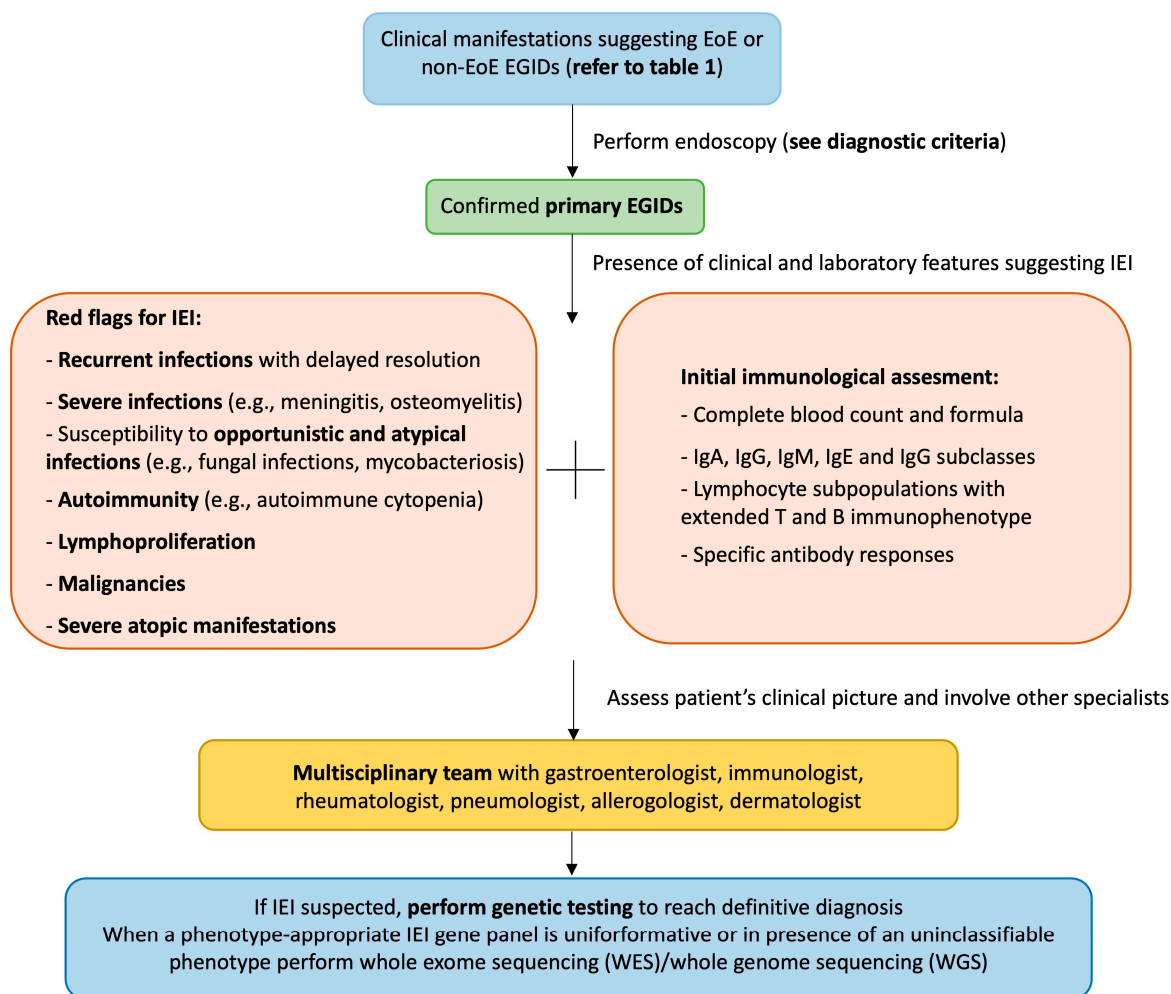 Clinical manifestations suggesting EoE or
non-EoE EGIDs (refer to table 1)
Perform endoscopy (see diagnostic criteria)
Confirmed primary EGIDs
Presence of clinical and laboratory features suggesting IEI
Red flags for IEI:
- Recurrent infections with delayed resolution
- Severe infections (e.g., meningitis, osteomyelitis)
- Susceptibility to opportunistic and atypical
infections (e.g., fungal infections, mycobacteriosis)
- Autoimmunity (e.g., autoimmune cytopenia)
- Lymphoproliferation
- Malignancies
- Severe atopic manifestations
Initial immunological assesment:
- Complete blood count and formula
- IgA, IgG, IgM, IgE and IgG subclasses
- Lymphocyte subpopulations with
extended T and B immunophenotype
- Specific antibody responses
Assess patient's clinical picture and involve other specialists
Multisciplinary team with gastroenterologist, immunologist,
rheumatologist, pneumologist, allerogologist, dermatologist
If IEI suspected, perform genetic testing to reach definitive diagnosis
When a phenotype-appropriate IEI gene panel is uniformative or in presence of an uninclassifiable
phenotype perform whole exome sequencing (WES)/whole genome sequencing (WGS)